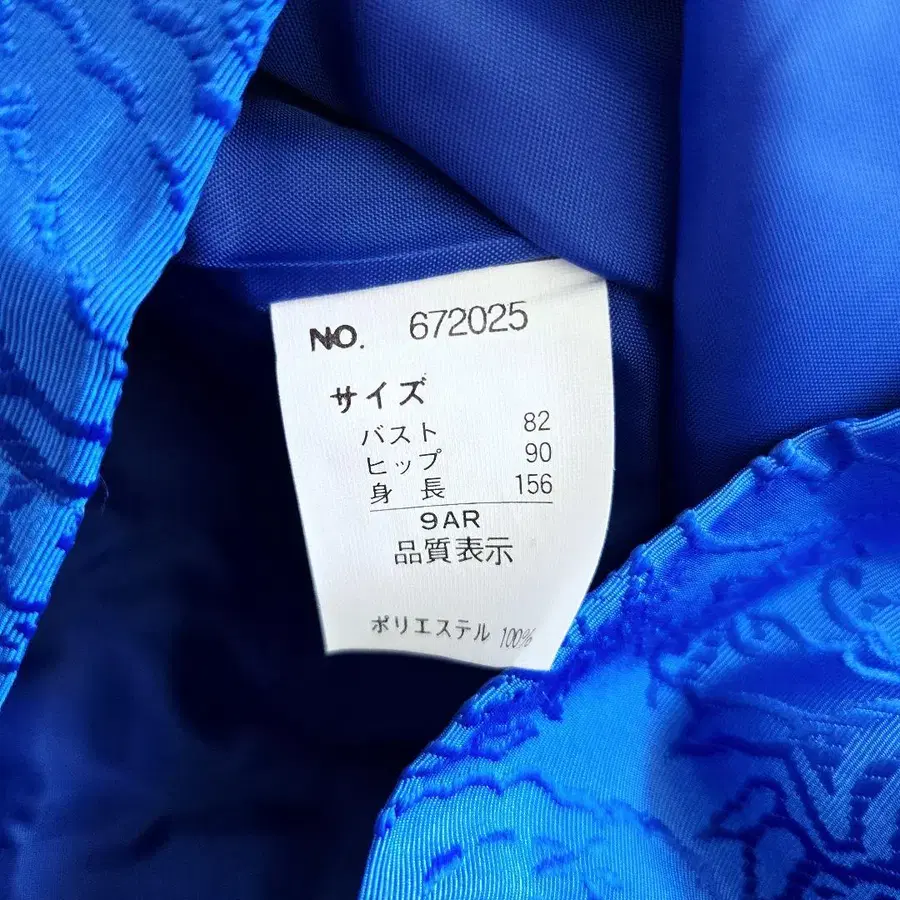 NO. 672025
サイズ
バスト 82
ヒップ 90
身長 156
9AR
品質表示
ポリエステル 100%